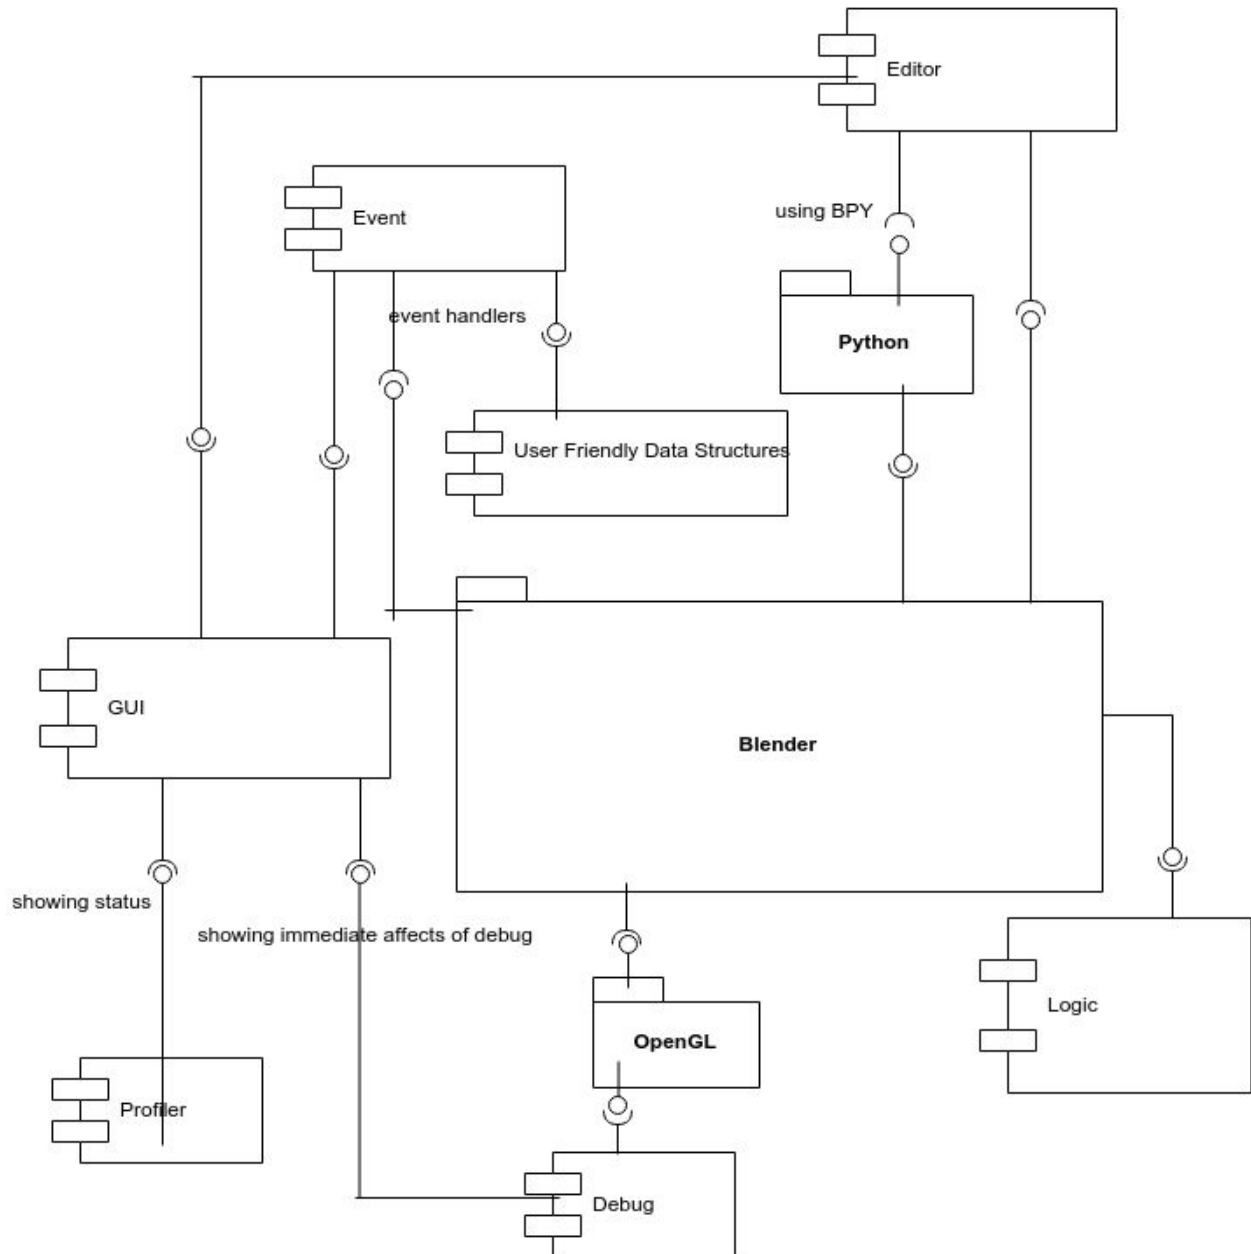 Editor
using BPY
Event
event handlers
Python
User Friendly Data Structures
GUI
Blender
showing status
showing immediate affects of debug
Logic
OpenGL
Profiler
Debug